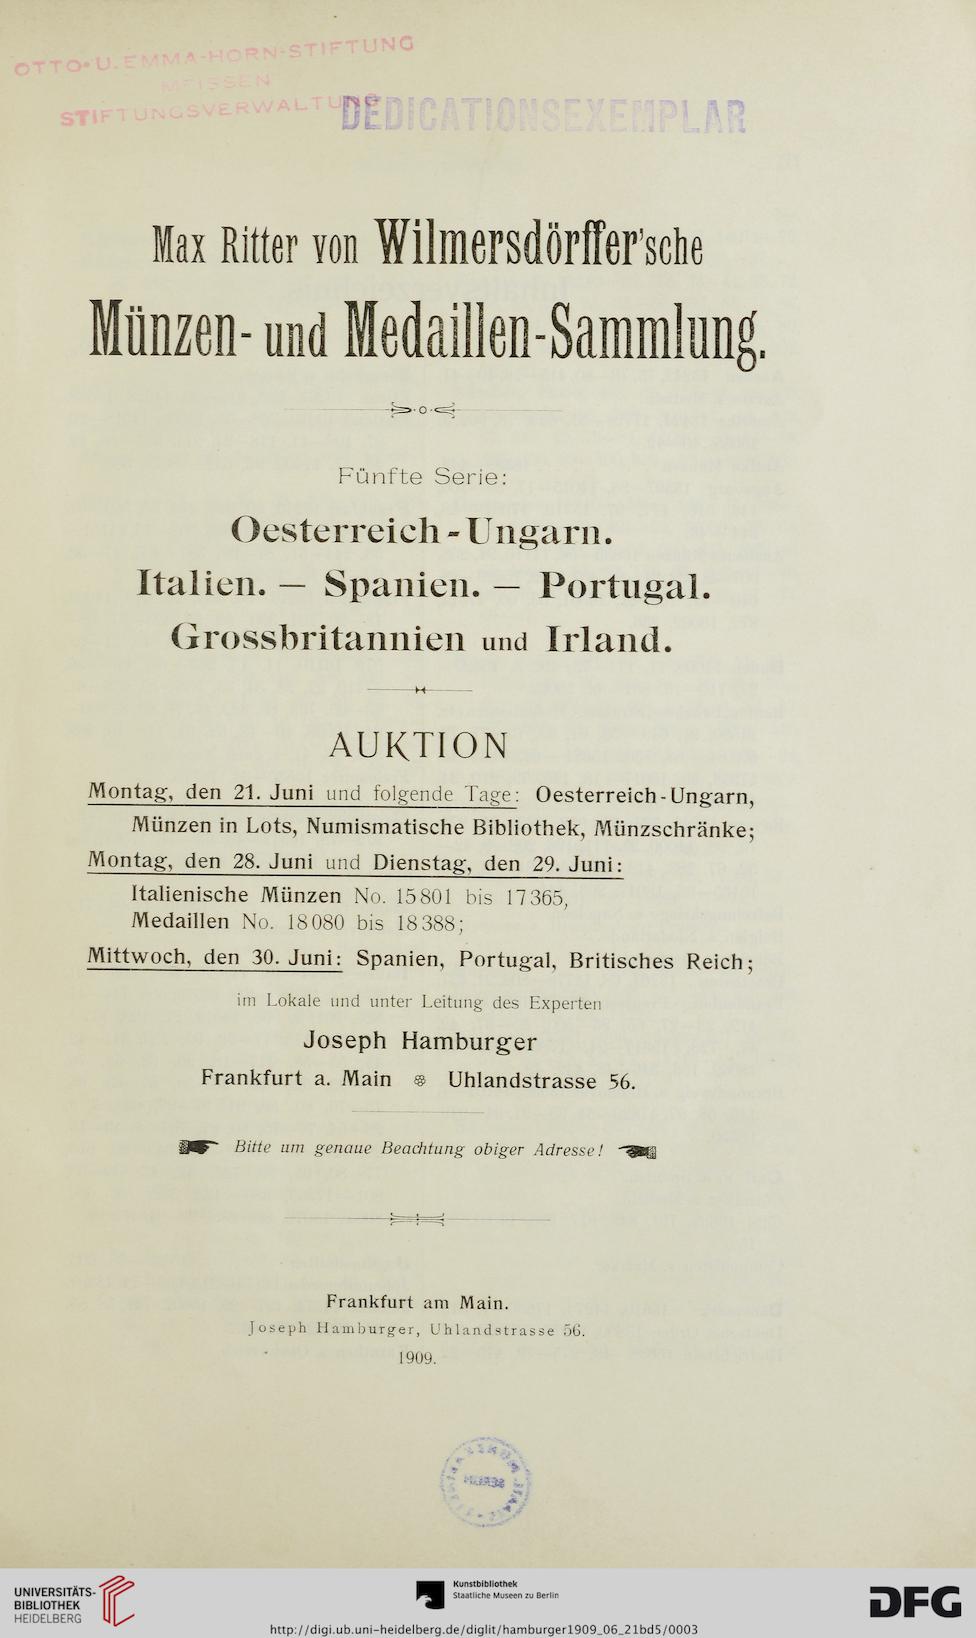 OTTO U. EMMA-HORN-STIFTUNG
MEISSEN
STIFTUNGSVERWALTUNG
DEDICATIONSEXEMPLAR
Max Ritter von Wilmersdörffer'sche
Münzen- und Medaillen-Sammlung.
Fünfte Serie:
Oesterreich-Ungarn.
Italien. — Spanien. — Portugal.
Grossbritannien und Irland.
AUKTION
Montag, den 21. Juni und folgende Tage: Oesterreich-Ungarn,
Münzen in Lots, Numismatische Bibliothek, Münzschränke;
Montag, den 28. Juni und Dienstag, den 29. Juni:
Italienische Münzen No. 15801 bis 17365,
Medaillen No. 18080 bis 18388;
Mittwoch, den 30. Juni: Spanien, Portugal, Britisches Reich;
im Lokale und unter Leitung des Experten
Joseph Hamburger
Frankfurt a. Main Uhlandstrasse 56.
Bitte um genaue Beachtung obiger Adresse!
Frankfurt am Main.
Joseph Hamburger, Uhlandstrasse 56.
1909.
UNIVERSITÄTS-
BIBLIOTHEK
HEIDELBERG
Kunstbibliothek
Staatliche Museen zu Berlin
DFG
http://digi.ub.uni-heidelberg.de/diglit/hamburger1909_06_21bd5/0003